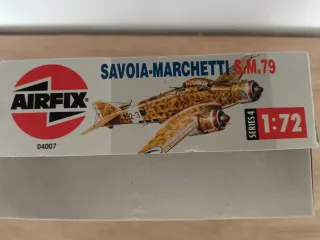 SAVOIA-MARCHETTI S.M.79
AIRFIX
04007
SERIES 4
1:72